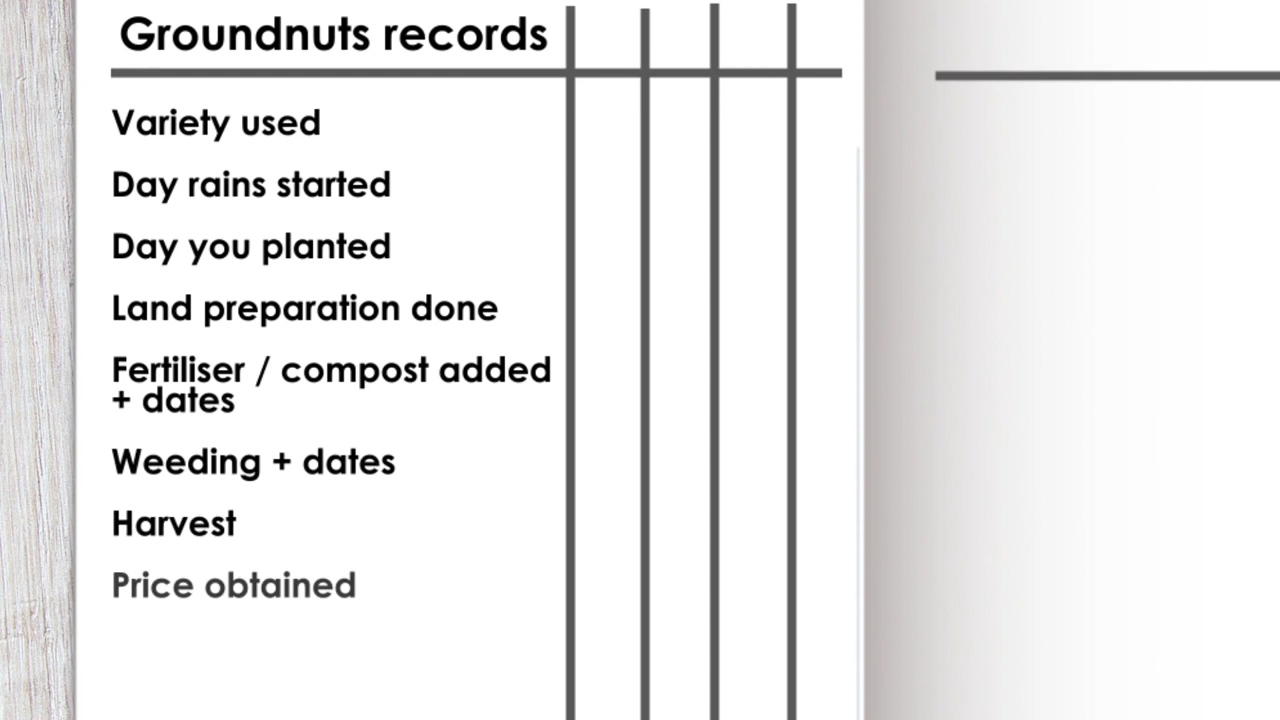 Groundnuts records
Variety used
Day rains started
Day you planted
Land preparation done
Fertiliser / compost added
+ dates
Weeding + dates
Harvest
Price obtained